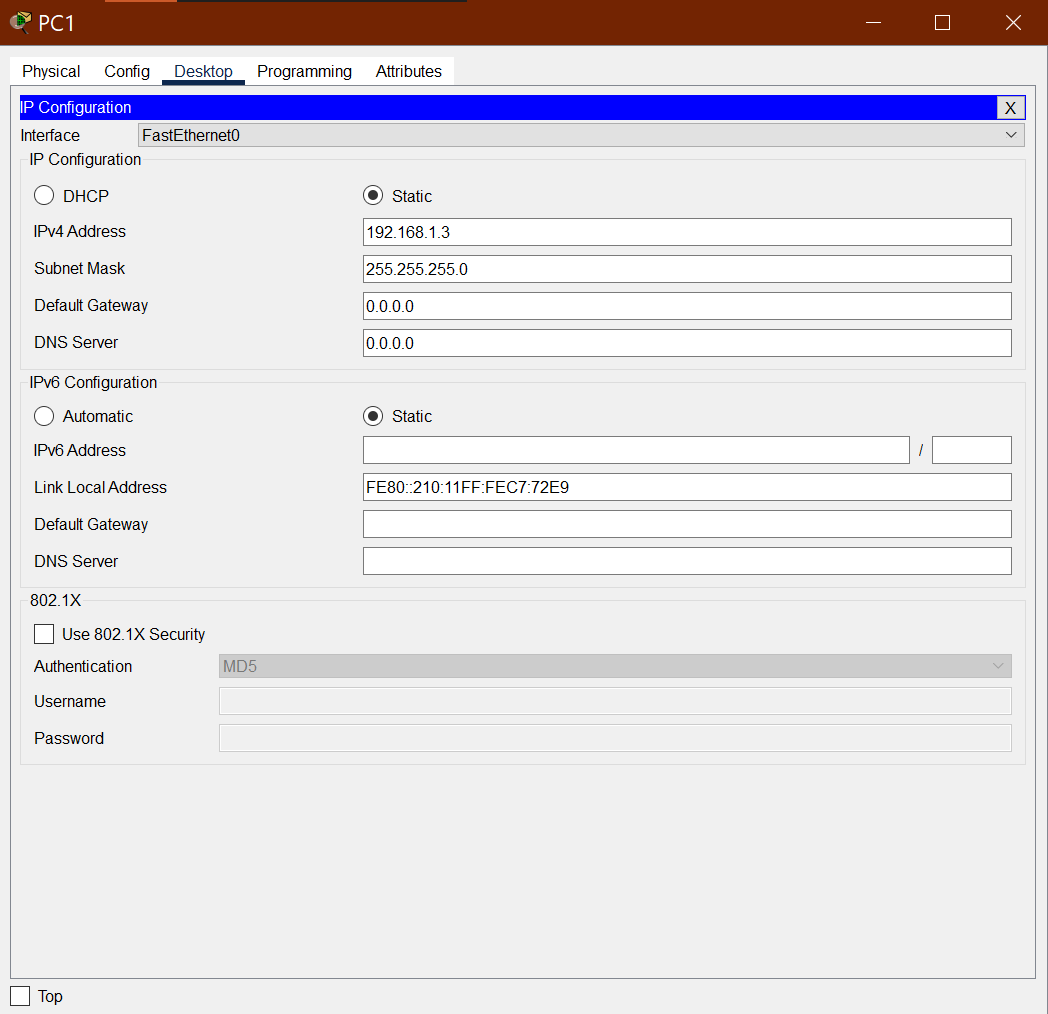 PC1
Physical Config Desktop Programming Attributes
IP Configuration X
Interface FastEthernet0
IP Configuration
DHCP Static
IPv4 Address 192.168.1.3
Subnet Mask 255.255.255.0
Default Gateway 0.0.0.0
DNS Server 0.0.0.0
IPv6 Configuration
Automatic Static
IPv6 Address /
Link Local Address FE80::210:11FF:FEC7:72E9
Default Gateway
DNS Server
802.1X
Use 802.1X Security
Authentication MD5
Username
Password
Top